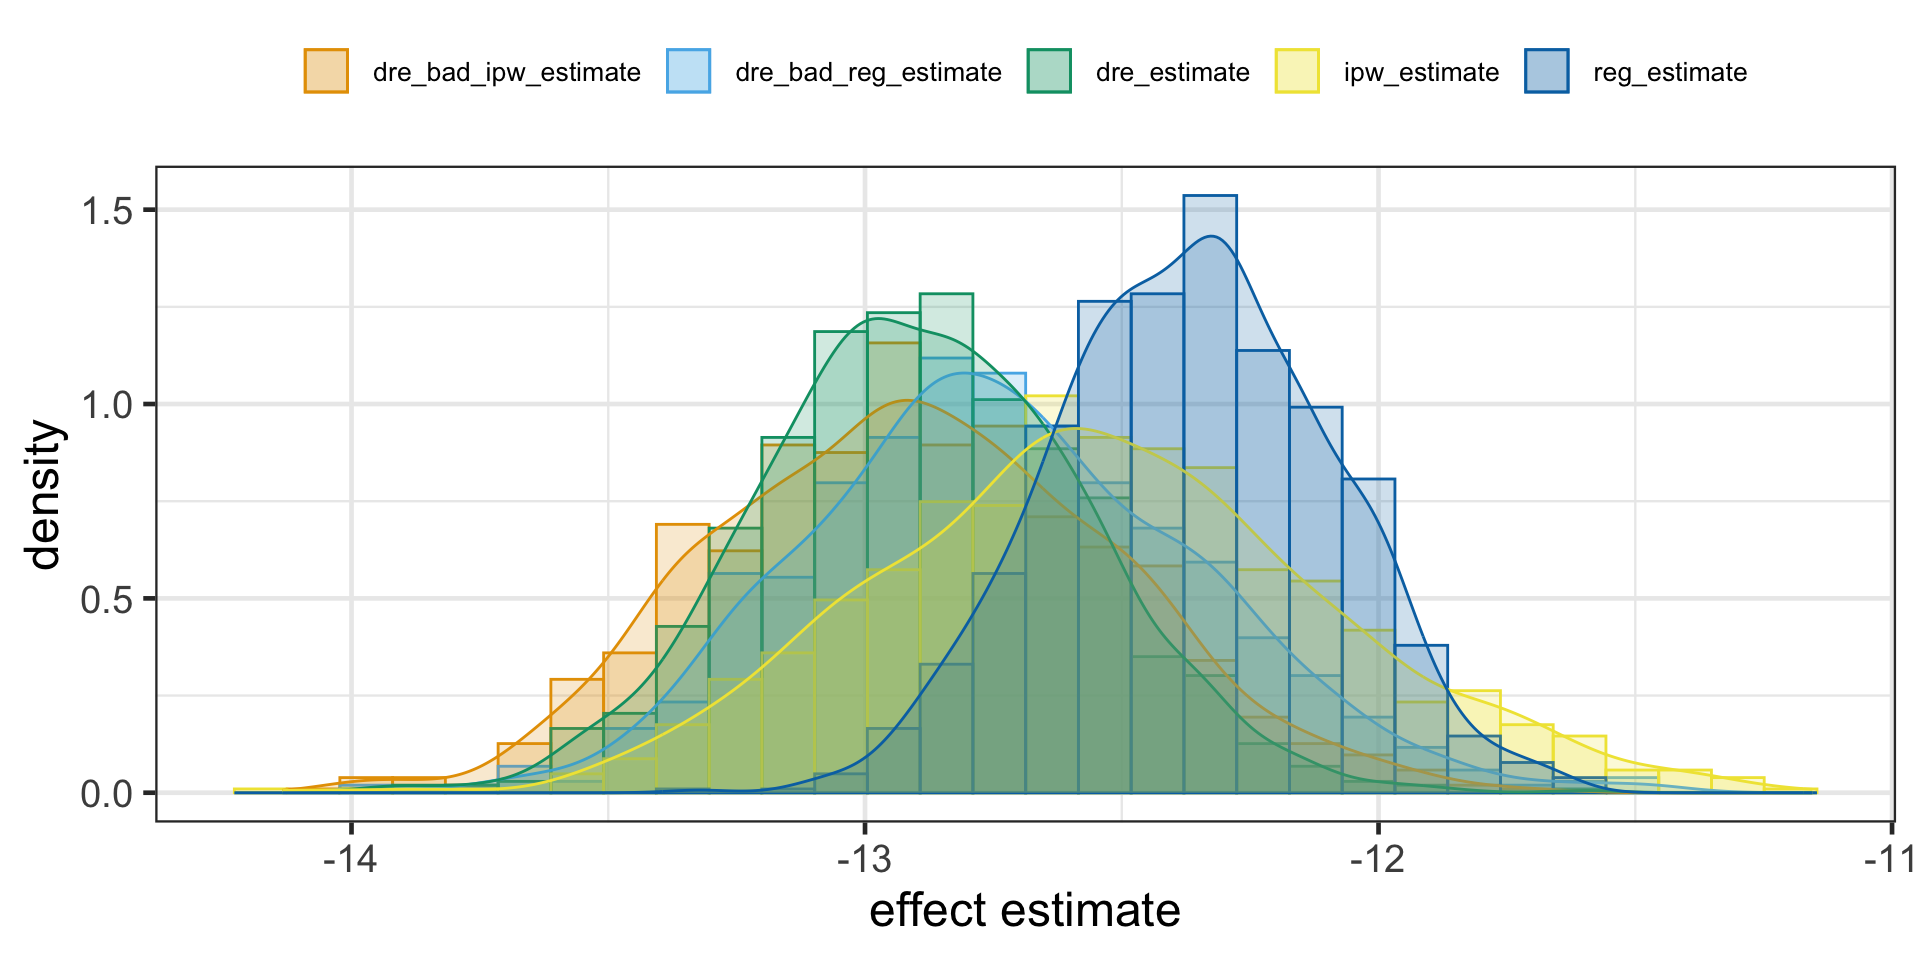 dre_bad_ipw_estimate dre_bad_reg_estimate dre_estimate ipw_estimate reg_estimate
1.5
1.0
0.5
0.0
density
-14 -13 -12 -11
effect estimate